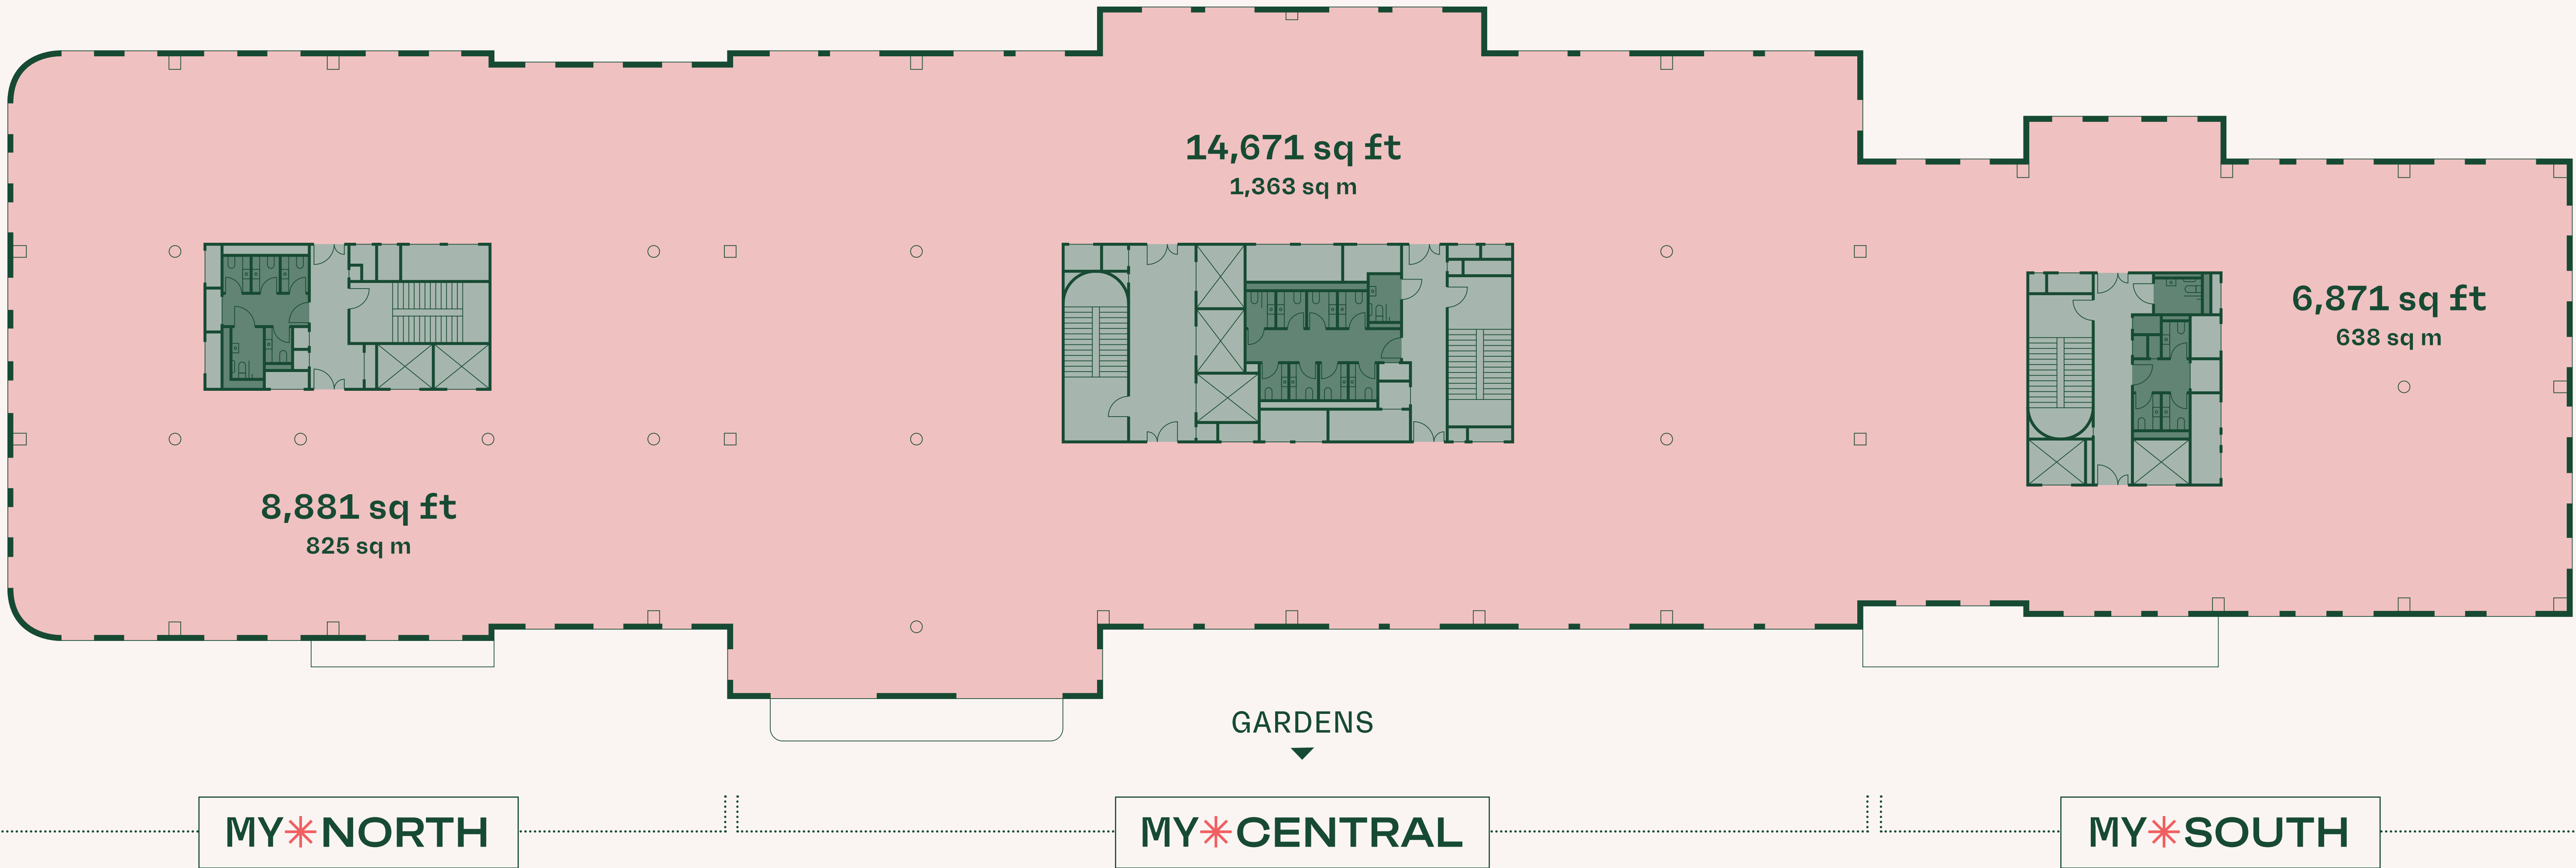 14,671 sq ft
1,363 sq m
6,871 sq ft
638 sq m
8,881 sq ft
825 sq m
GARDENS
MY✳NORTH
MY✳CENTRAL
MY✳SOUTH